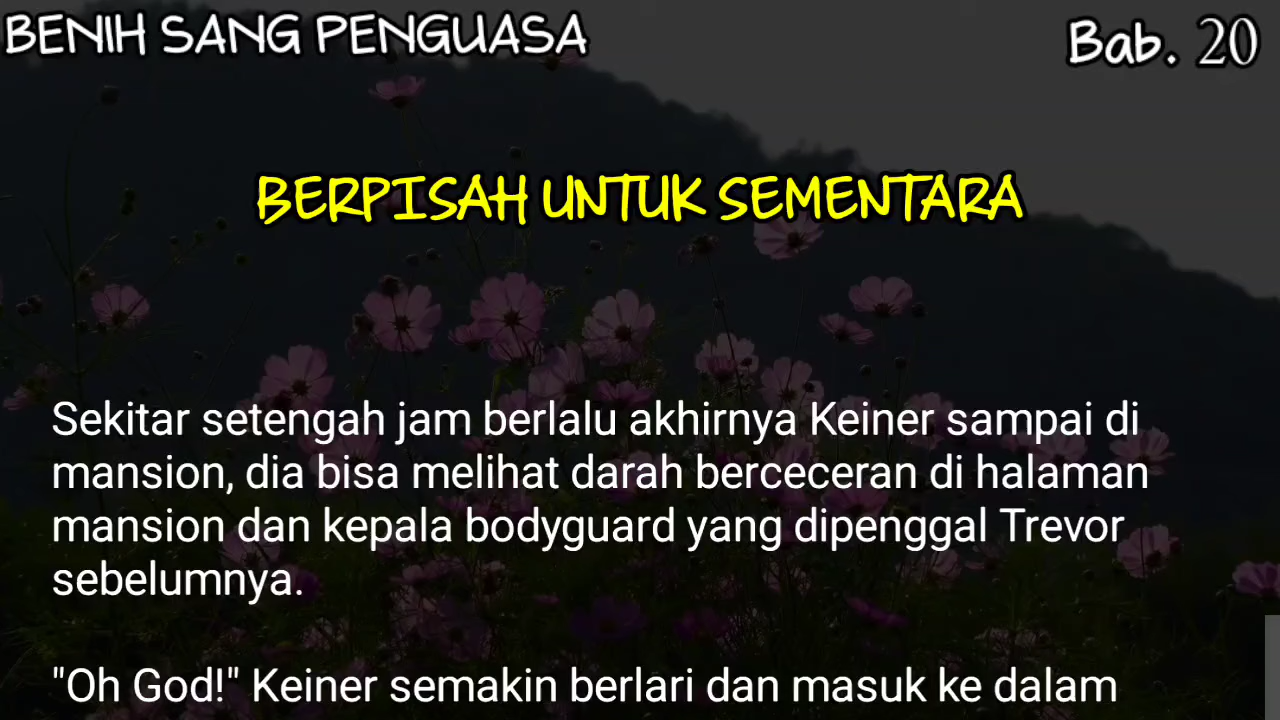 BENIH SANG PENGUASA
Bab. 20
BERPISAH UNTUK SEMENTARA
Sekitar setengah jam berlalu akhirnya Keiner sampai di
mansion, dia bisa melihat darah berceceran di halaman
mansion dan kepala bodyguard yang dipenggal Trevor
sebelumnya.
"Oh God!" Keiner semakin berlari dan masuk ke dalam